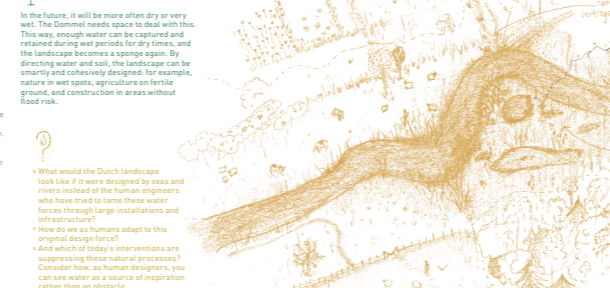 In the future, it will be more often dry or very
wet. The Dommel needs space to deal with this.
This way, enough water can be captured and
retained during wet periods for dry times, and
the landscape becomes a sponge again. By
directing water and soil, the landscape can be
smartly and cohesively designed: for example,
nature in wet spots, agriculture on fertile
ground, and construction in areas without
flood risk.
?
• What would the Dutch landscape
look like if it were designed by seas and
rivers instead of the human engineers
who have tried to tame these water
forces through large installations and
infrastructure?
• How do we as humans adapt to this
original design force?
• And which of today's interventions are
suppressing these natural processes?
Consider how, as human designers, you
can see water as a source of inspiration
rather than an obstacle